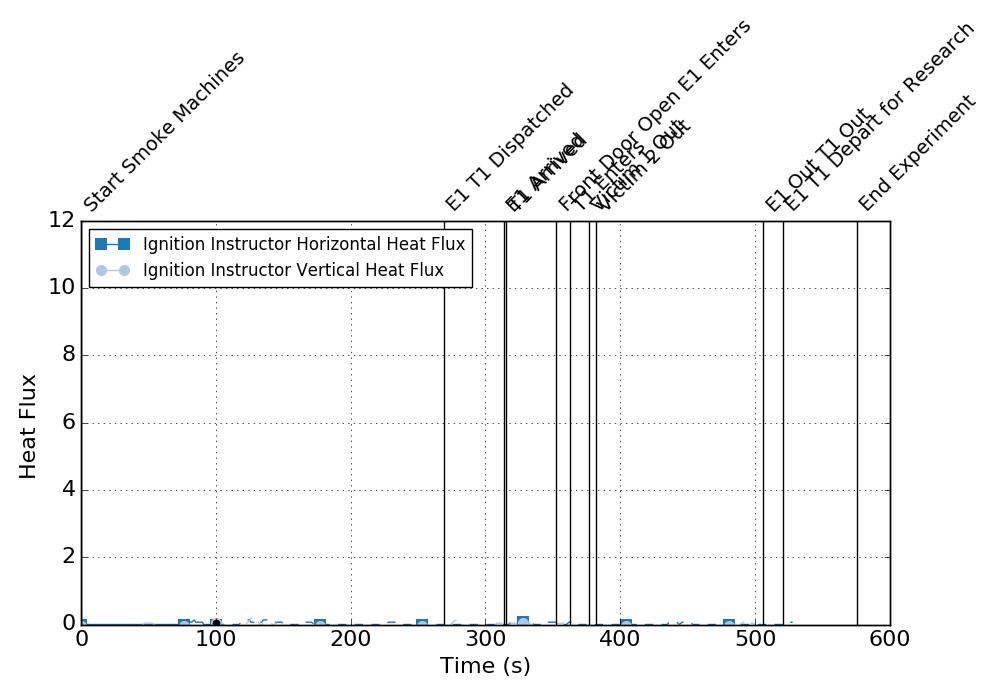 Start Smoke Machines
E1 T1 Dispatched
E1 Arrived
T1 Arrived
Front Door Open E1 Enters
T1 Enters
Victim 1 Out
Victim 2 Out
E1 Out T1 Out
E1 T1 Depart for Research
End Experiment
12
10
8
6
4
2
0
Heat Flux
Ignition Instructor Horizontal Heat Flux
Ignition Instructor Vertical Heat Flux
0 100 200 300 400 500 600
Time (s)